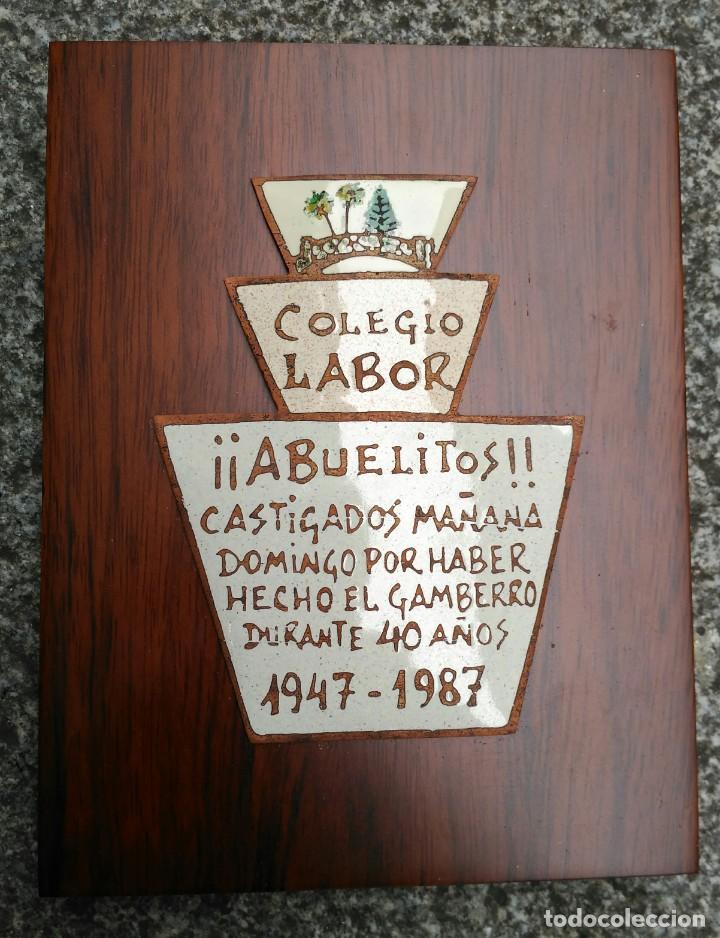 COLEGIO
LABOR
¡¡ABUELITOS!!
CASTIGADOS MAÑANA
DOMINGO POR HABER
HECHO EL GAMBERRO
DURANTE 40 AÑOS
1947-1987
todocoleccion